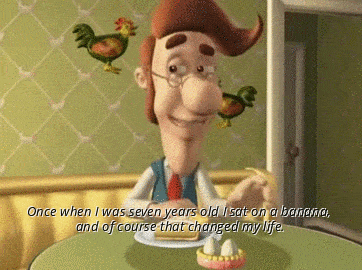 Once when I was seven years old I sat on a banana,
and of course that changed my life.